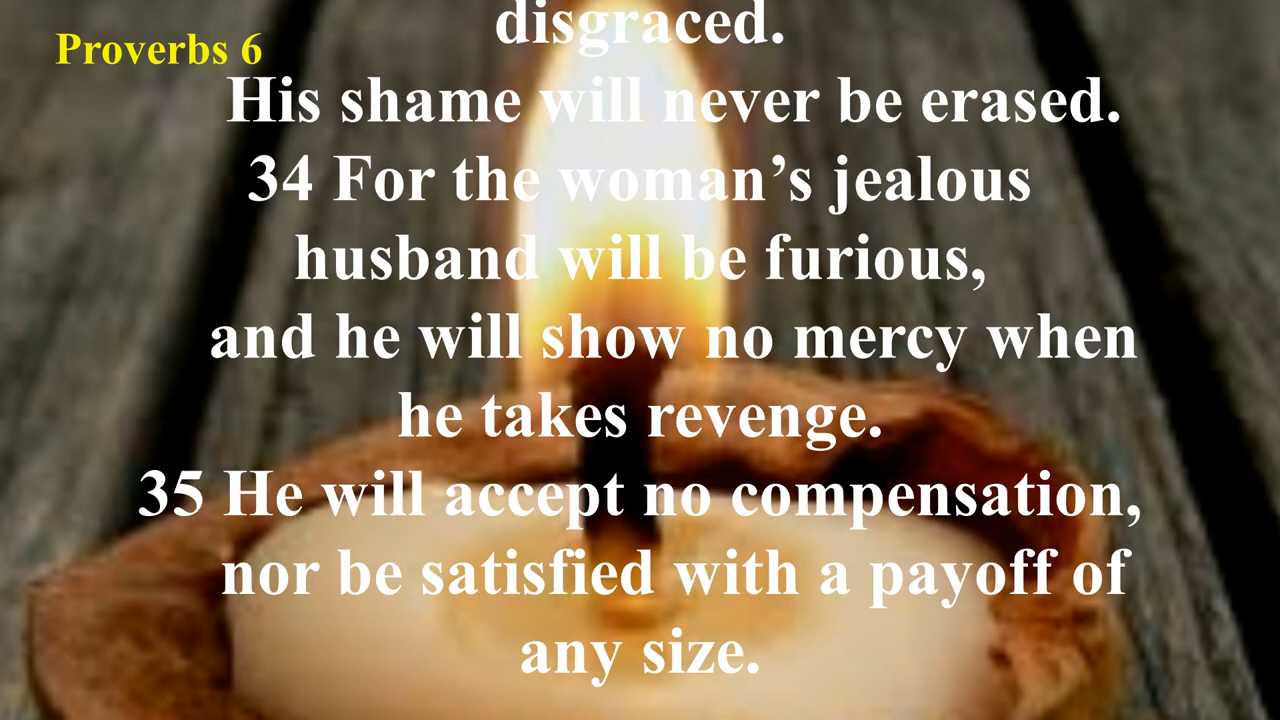 disgraced.
Proverbs 6
His shame will never be erased.
34 For the woman’s jealous
husband will be furious,
and he will show no mercy when
he takes revenge.
35 He will accept no compensation,
nor be satisfied with a payoff of
any size.